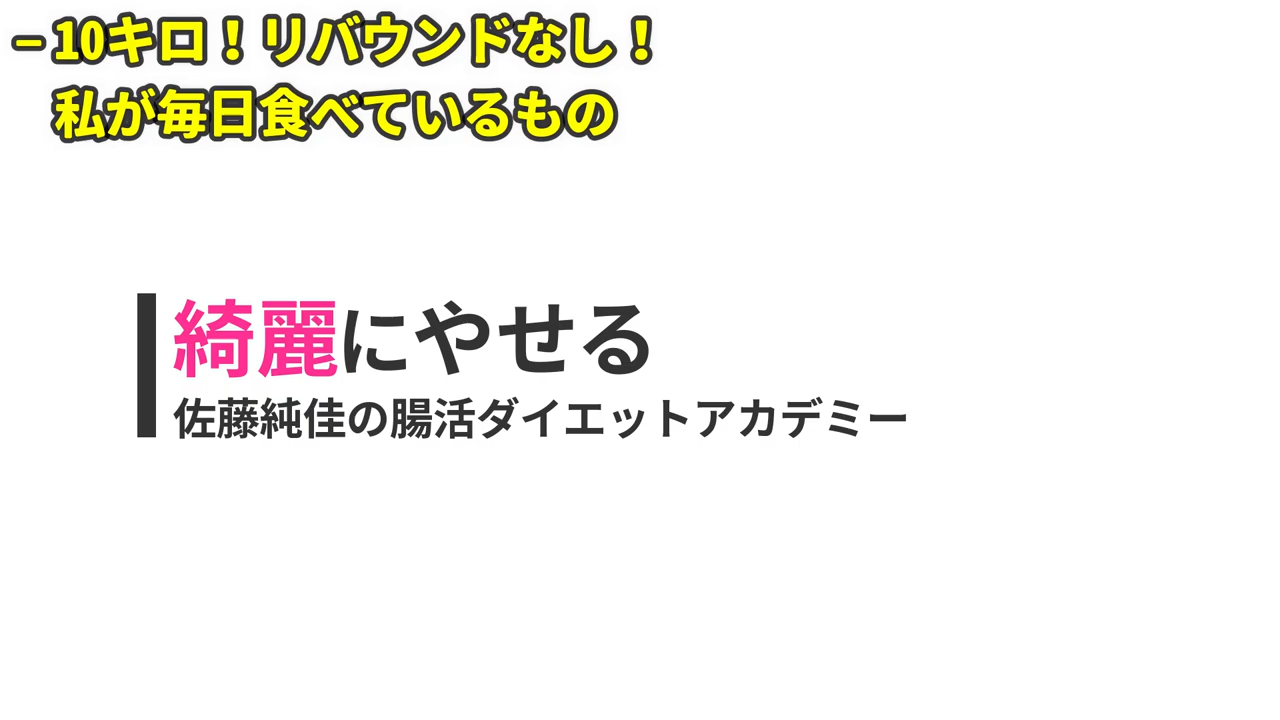 −10キロ！リバウンドなし！
私が毎日食べているもの
綺麗にやせる
佐藤純佳の腸活ダイエットアカデミー